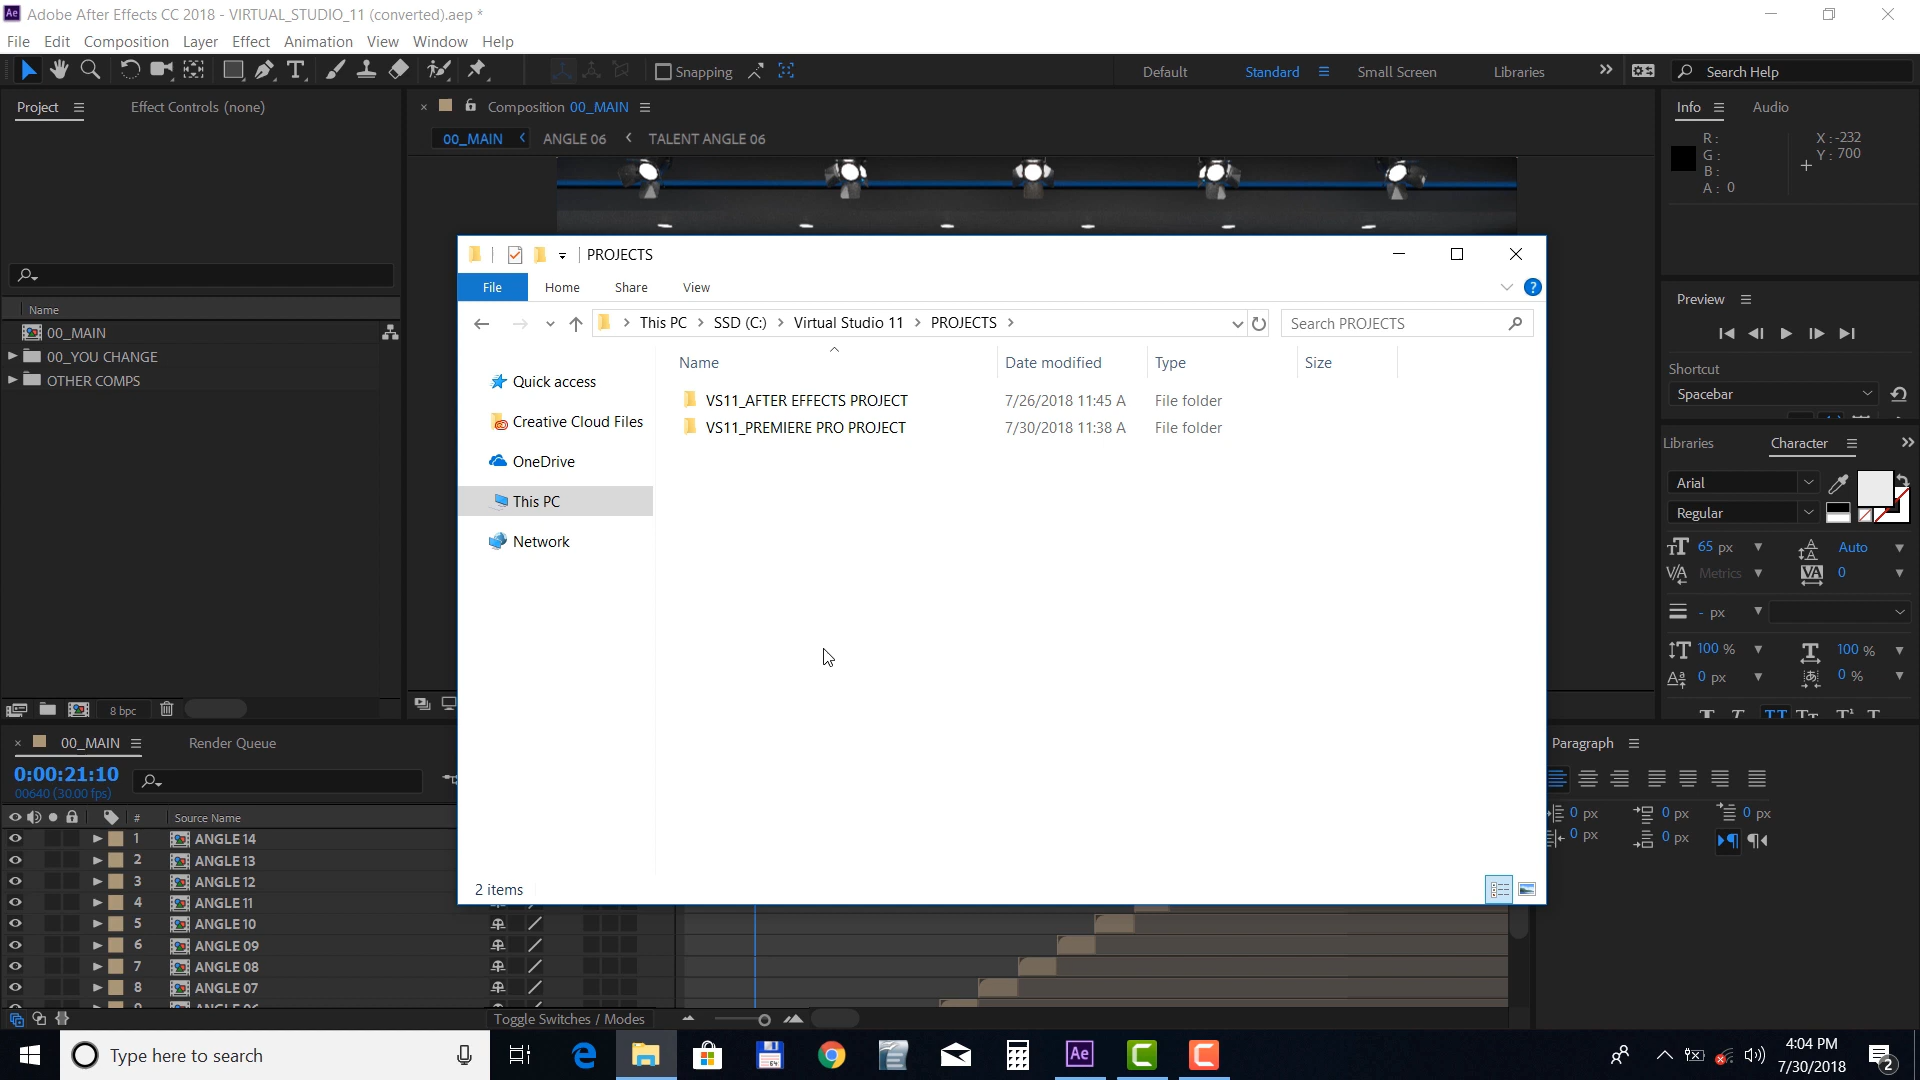 Adobe After Effects CC 2018 - VIRTUAL_STUDIO_11 (converted).aep *
File Edit Composition Layer Effect Animation View Window Help
Snapping Default Standard Small Screen Libraries Search Help
Project Effect Controls (none) Composition 00_MAIN Info Audio
00_MAIN ANGLE 06 TALENT ANGLE 06
R :
G :
B :
A : 0
X : -232
Y : 700
PROJECTS
File Home Share View
This PC SSD (C:) Virtual Studio 11 PROJECTS
Search PROJECTS
Name Date modified Type Size
VS11_AFTER EFFECTS PROJECT 7/26/2018 11:45 A File folder
VS11_PREMIERE PRO PROJECT 7/30/2018 11:38 A File folder
Quick access
Creative Cloud Files
OneDrive
This PC
Network
2 items
Name
00_MAIN
00_YOU CHANGE
OTHER COMPS
8 bpc
Preview
Shortcut
Spacebar
Libraries Character
Arial
Regular
65 px Auto
Metrics 0
- px
100 % 100 %
0 px 0 %
00_MAIN Render Queue
0:00:21:10
00640 (30.00 fps)
# Source Name
1 ANGLE 14
2 ANGLE 13
3 ANGLE 12
4 ANGLE 11
5 ANGLE 10
6 ANGLE 09
7 ANGLE 08
8 ANGLE 07
9 ANGLE 06
Toggle Switches / Modes
Paragraph
0 px 0 px 0 px
0 px 0 px
Type here to search
Ae
4:04 PM
7/30/2018
2